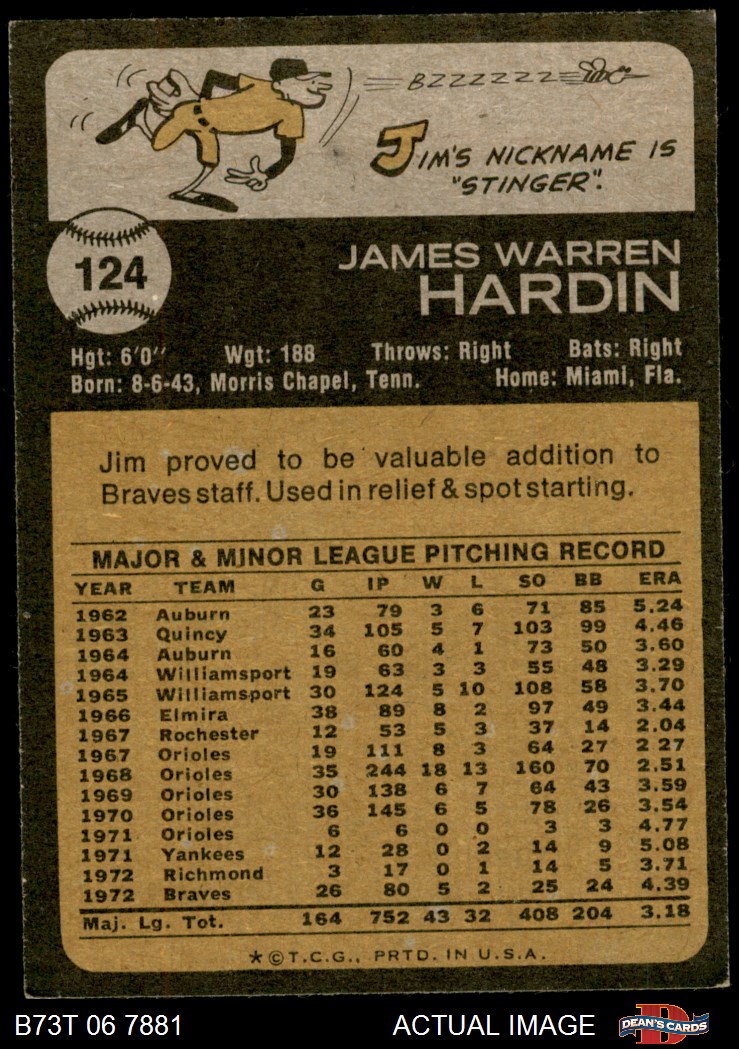 BZZZZZZZ
JIM'S NICKNAME IS
"STINGER".
124
JAMES WARREN
HARDIN
Hgt: 6'0" Wgt: 188 Throws: Right Bats: Right
Born: 8-6-43, Morris Chapel, Tenn. Home: Miami, Fla.
Jim proved to be valuable addition to
Braves staff. Used in relief & spot starting.
MAJOR & MINOR LEAGUE PITCHING RECORD
YEAR TEAM G IP W L SO BB ERA
1962 Auburn 23 79 3 6 71 85 5.24
1963 Quincy 34 105 5 7 103 99 4.46
1964 Auburn 16 60 4 1 73 50 3.60
1964 Williamsport 19 63 3 3 55 48 3.29
1965 Williamsport 30 124 5 10 108 58 3.70
1966 Elmira 38 89 8 2 97 49 3.44
1967 Rochester 12 53 5 3 37 14 2.04
1967 Orioles 19 111 8 3 64 27 2 27
1968 Orioles 35 244 18 13 160 70 2.51
1969 Orioles 30 138 6 7 64 43 3.59
1970 Orioles 36 145 6 5 78 26 3.54
1971 Orioles 6 6 0 0 3 3 4.77
1971 Yankees 12 28 0 2 14 9 5.08
1972 Richmond 3 17 0 1 14 5 3.71
1972 Braves 26 80 5 2 25 24 4.39
Maj. Lg. Tot. 164 752 43 32 408 204 3.18
*©T.C.G., PRTD. IN U.S.A.
B73T 06 7881 ACTUAL IMAGE D DEAN'S CARDS